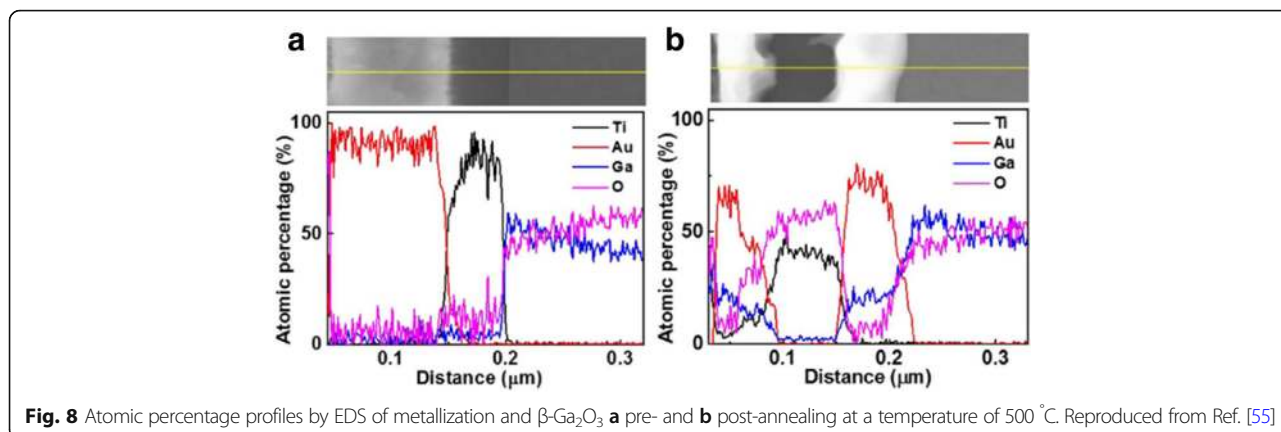 a
b
100
50
0
Atomic percentage (%)
Ti
Au
Ga
O
0.1
0.2
0.3
Distance (μm)
100
50
0
Atomic percentage (%)
Ti
Au
Ga
O
0.1
0.2
0.3
Distance (μm)
Fig. 8 Atomic percentage profiles by EDS of metallization and β-Ga₂O₃ a pre- and b post-annealing at a temperature of 500 °C. Reproduced from Ref. [55]